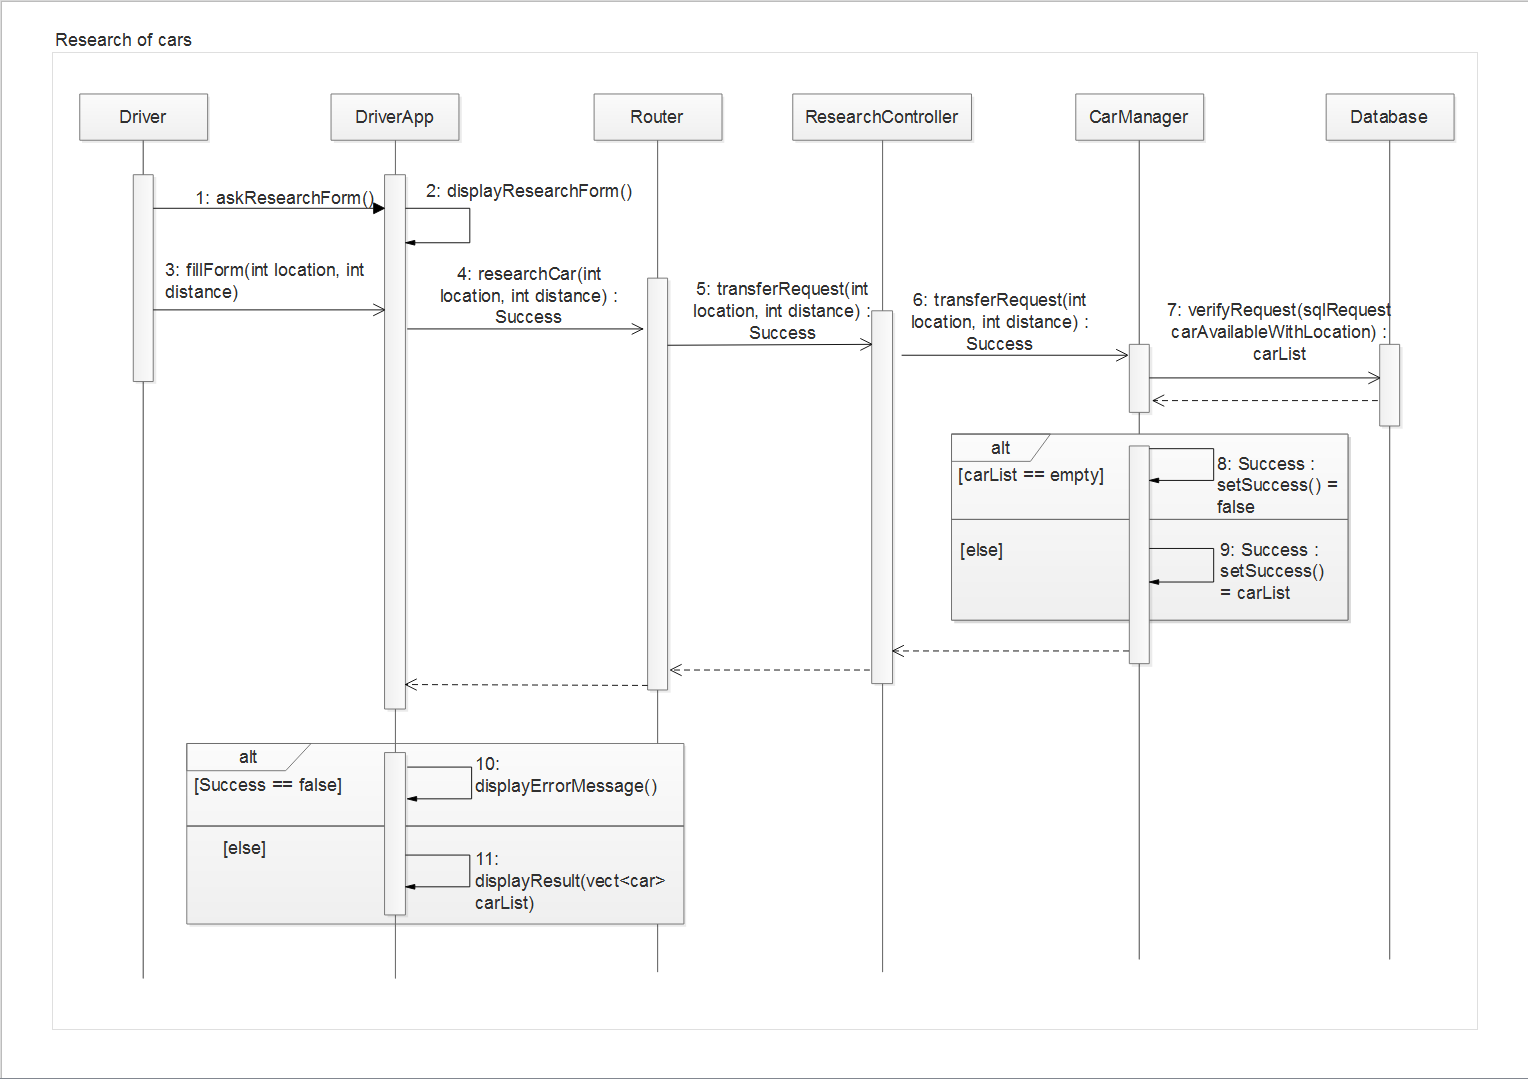 Research of cars
Driver
DriverApp
Router
ResearchController
CarManager
Database
1: askResearchForm()
2: displayResearchForm()
3: fillForm(int location, int
distance)
4: researchCar(int
location, int distance) :
Success
5: transferRequest(int
location, int distance) :
Success
6: transferRequest(int
location, int distance) :
Success
7: verifyRequest(sqlRequest
carAvailableWithLocation) :
carList
alt
[carList == empty]
8: Success :
setSuccess() =
false
[else]
9: Success :
setSuccess()
= carList
alt
[Success == false]
10:
displayErrorMessage()
[else]
11:
displayResult(vect<car>
carList)